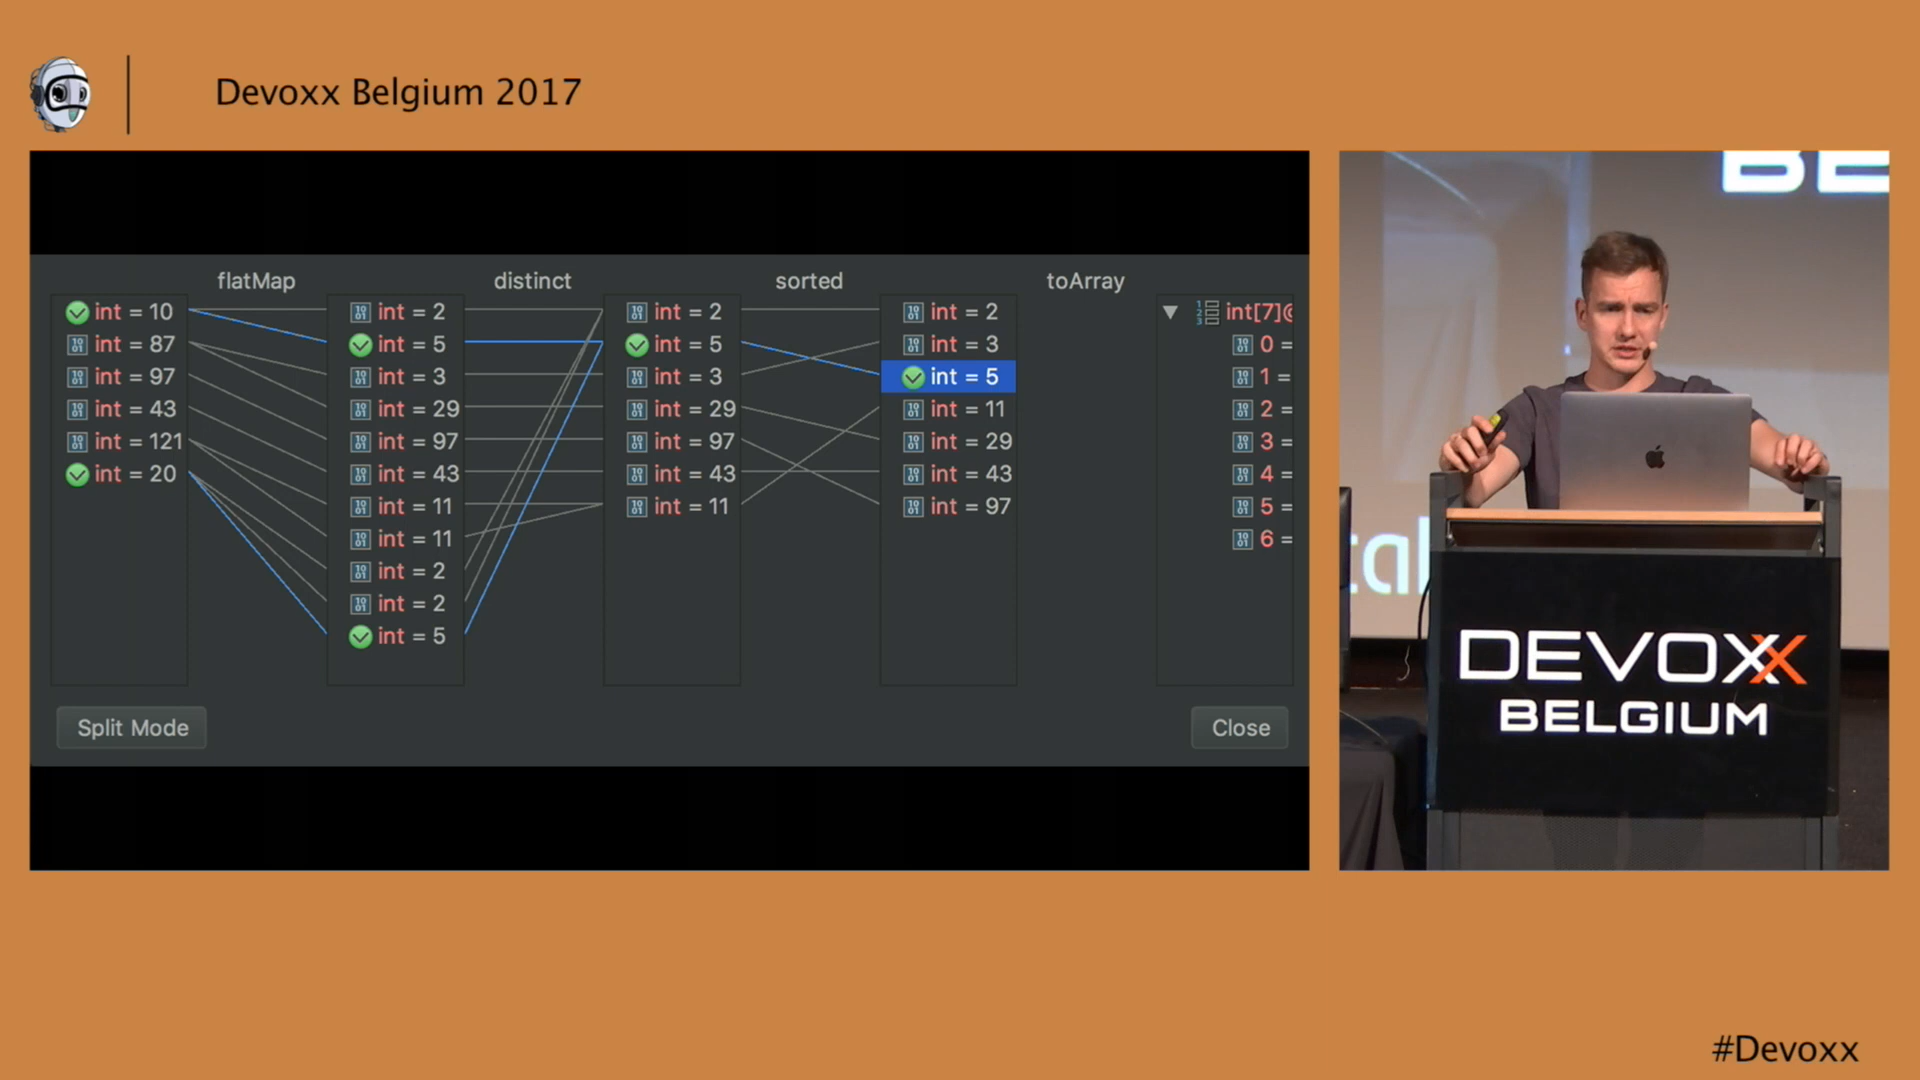 Devoxx Belgium 2017
BE
flatMap distinct sorted toArray
int = 10 int = 2 int = 2 int = 2 int[7]@
int = 87 int = 5 int = 5 int = 3 0 =
int = 97 int = 3 int = 3 int = 5 1 =
int = 43 int = 29 int = 29 int = 11 2 =
int = 121 int = 97 int = 97 int = 29 3 =
int = 20 int = 43 int = 43 int = 43 4 =
int = 11 int = 11 int = 97 5 =
int = 11 6 =
int = 2
int = 2
int = 5
Split Mode Close
DEVOXX
BELGIUM
#Devoxx